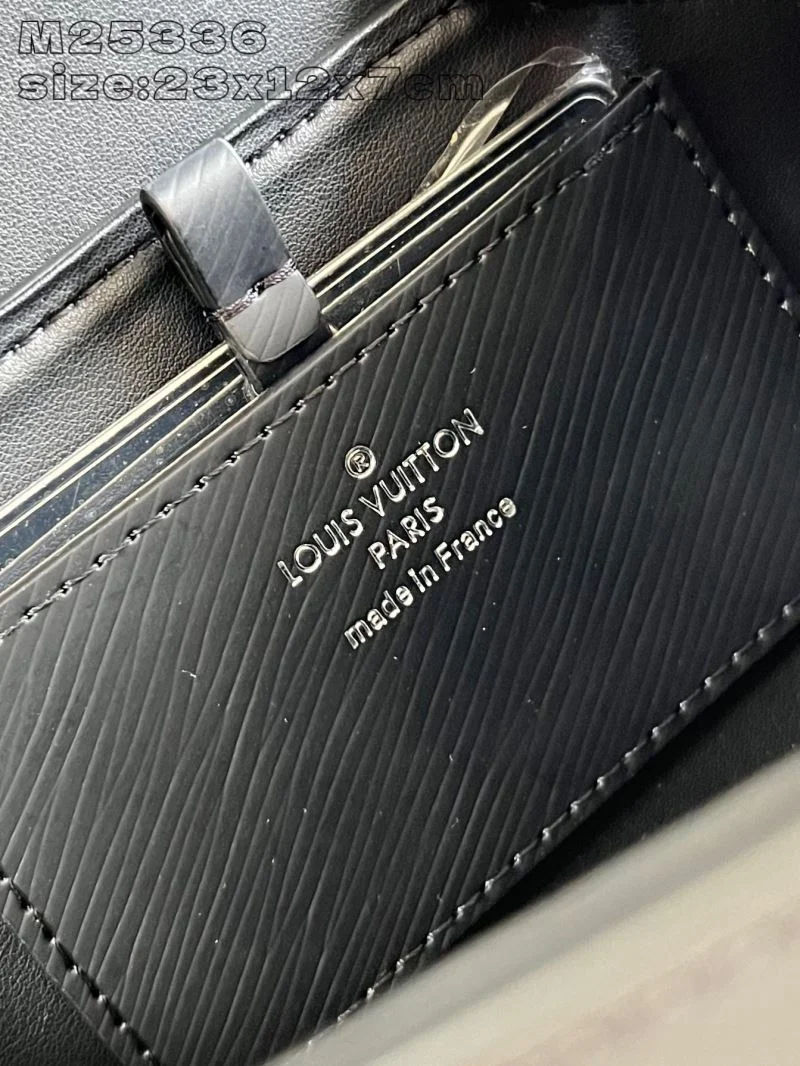 M25336
size:23x12x7cm
®
LOUIS VUITTON
PARIS
made in France